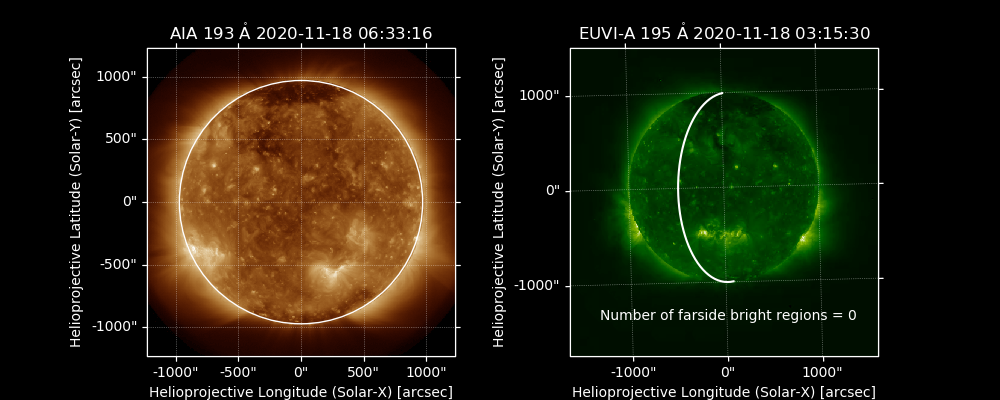 AIA 193 Å 2020-11-18 06:33:16
Helioprojective Latitude (Solar-Y) [arcsec]
1000"
500"
0"
-500"
-1000"
-1000" -500" 0" 500" 1000"
Helioprojective Longitude (Solar-X) [arcsec]
EUVI-A 195 Å 2020-11-18 03:15:30
Helioprojective Latitude (Solar-Y) [arcsec]
1000"
0"
-1000"
Number of farside bright regions = 0
-1000" 0" 1000"
Helioprojective Longitude (Solar-X) [arcsec]